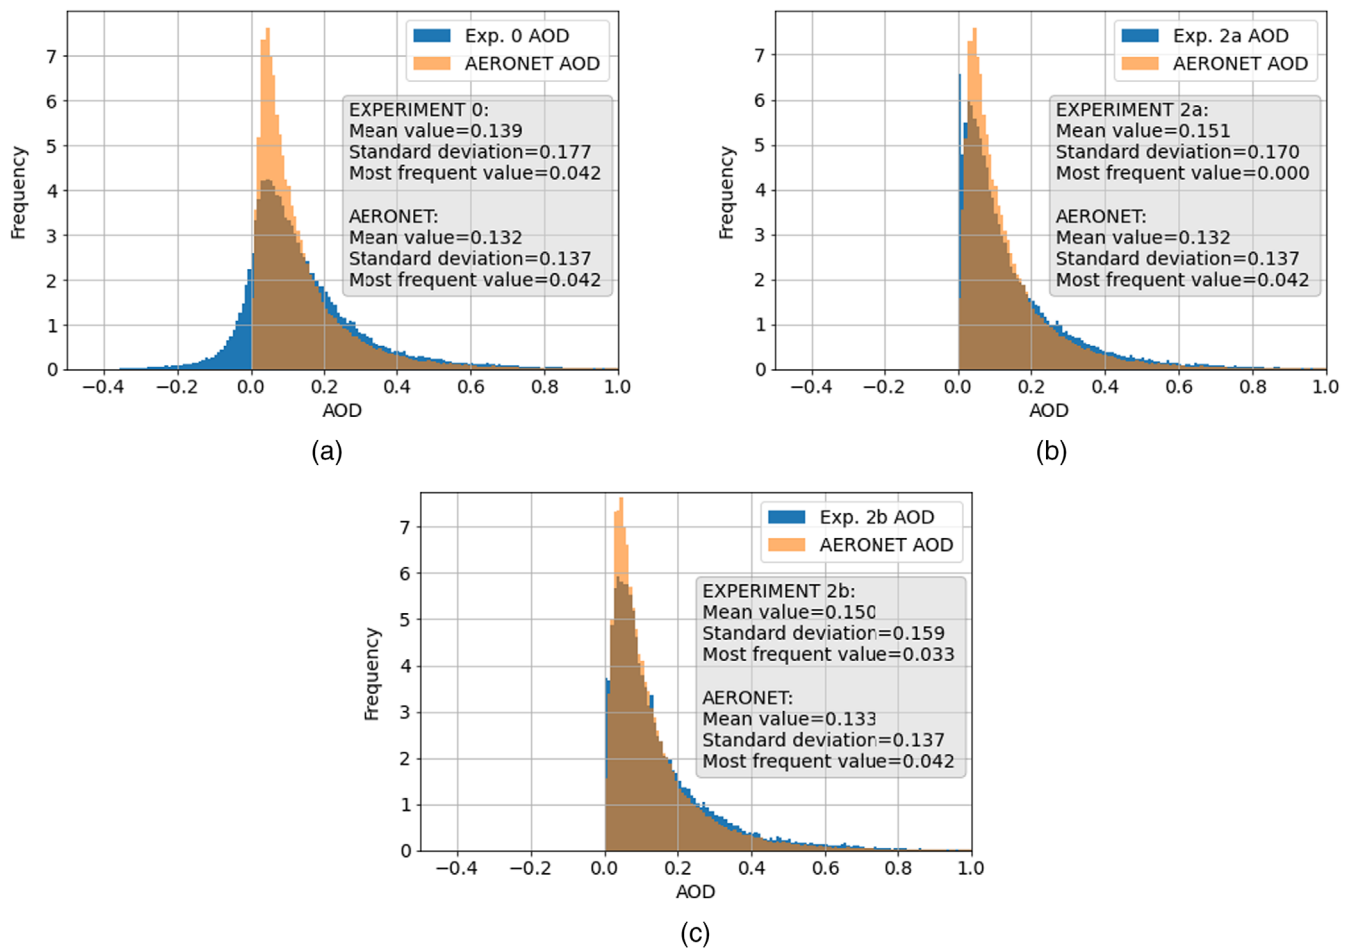 Exp. 0 AOD
AERONET AOD
EXPERIMENT 0:
Mean value=0.139
Standard deviation=0.177
Most frequent value=0.042
AERONET:
Mean value=0.132
Standard deviation=0.137
Most frequent value=0.042
Frequency
7
6
5
4
3
2
1
0
−0.4 −0.2 0.0 0.2 0.4 0.6 0.8 1.0
AOD
(a)
Exp. 2a AOD
AERONET AOD
EXPERIMENT 2a:
Mean value=0.151
Standard deviation=0.170
Most frequent value=0.000
AERONET:
Mean value=0.132
Standard deviation=0.137
Most frequent value=0.042
Frequency
7
6
5
4
3
2
1
0
−0.4 −0.2 0.0 0.2 0.4 0.6 0.8 1.0
AOD
(b)
Exp. 2b AOD
AERONET AOD
EXPERIMENT 2b:
Mean value=0.150
Standard deviation=0.159
Most frequent value=0.033
AERONET:
Mean value=0.133
Standard deviation=0.137
Most frequent value=0.042
Frequency
7
6
5
4
3
2
1
0
−0.4 −0.2 0.0 0.2 0.4 0.6 0.8 1.0
AOD
(c)